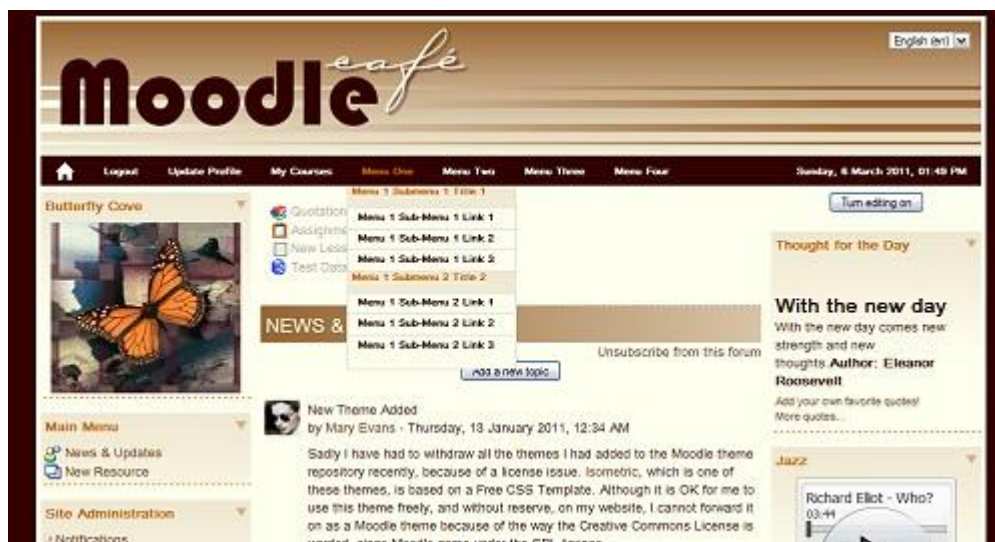 Moodle café
English (en)
Logout Update Profile My Courses Menu One Menu Two Menu Three Menu Four Sunday, 6 March 2011, 01:49 PM
Butterfly Cove
Main Menu
News & Updates
New Resource
Site Administration
Notifications
Quotation
Assignme
New Less
Test Data
Menu 1 Submenu 1 Title 1
Menu 1 Sub-Menu 1 Link 1
Menu 1 Sub-Menu 1 Link 2
Menu 1 Sub-Menu 1 Link 3
Menu 1 Submenu 2 Title 2
Menu 1 Sub-Menu 2 Link 1
Menu 1 Sub-Menu 2 Link 2
Menu 1 Sub-Menu 2 Link 3
NEWS &
Unsubscribe from this forum
Add a new topic
New Theme Added
by Mary Evans - Thursday, 13 January 2011, 12:34 AM
Sadly I have had to withdraw all the themes I had added to the Moodle theme
repository recently, because of a license issue. Isometric, which is one of
these themes, is based on a Free CSS Template. Although it is OK for me to
use this theme freely, and without reserve, on my website, I cannot forward it
on as a Moodle theme because of the way the Creative Commons License is
Turn editing on
Thought for the Day
With the new day
With the new day comes new
strength and new
thoughts Author: Eleanor
Roosevelt
Add your own favorite quotes!
More quotes...
Jazz
Richard Elliot - Who?
03:44